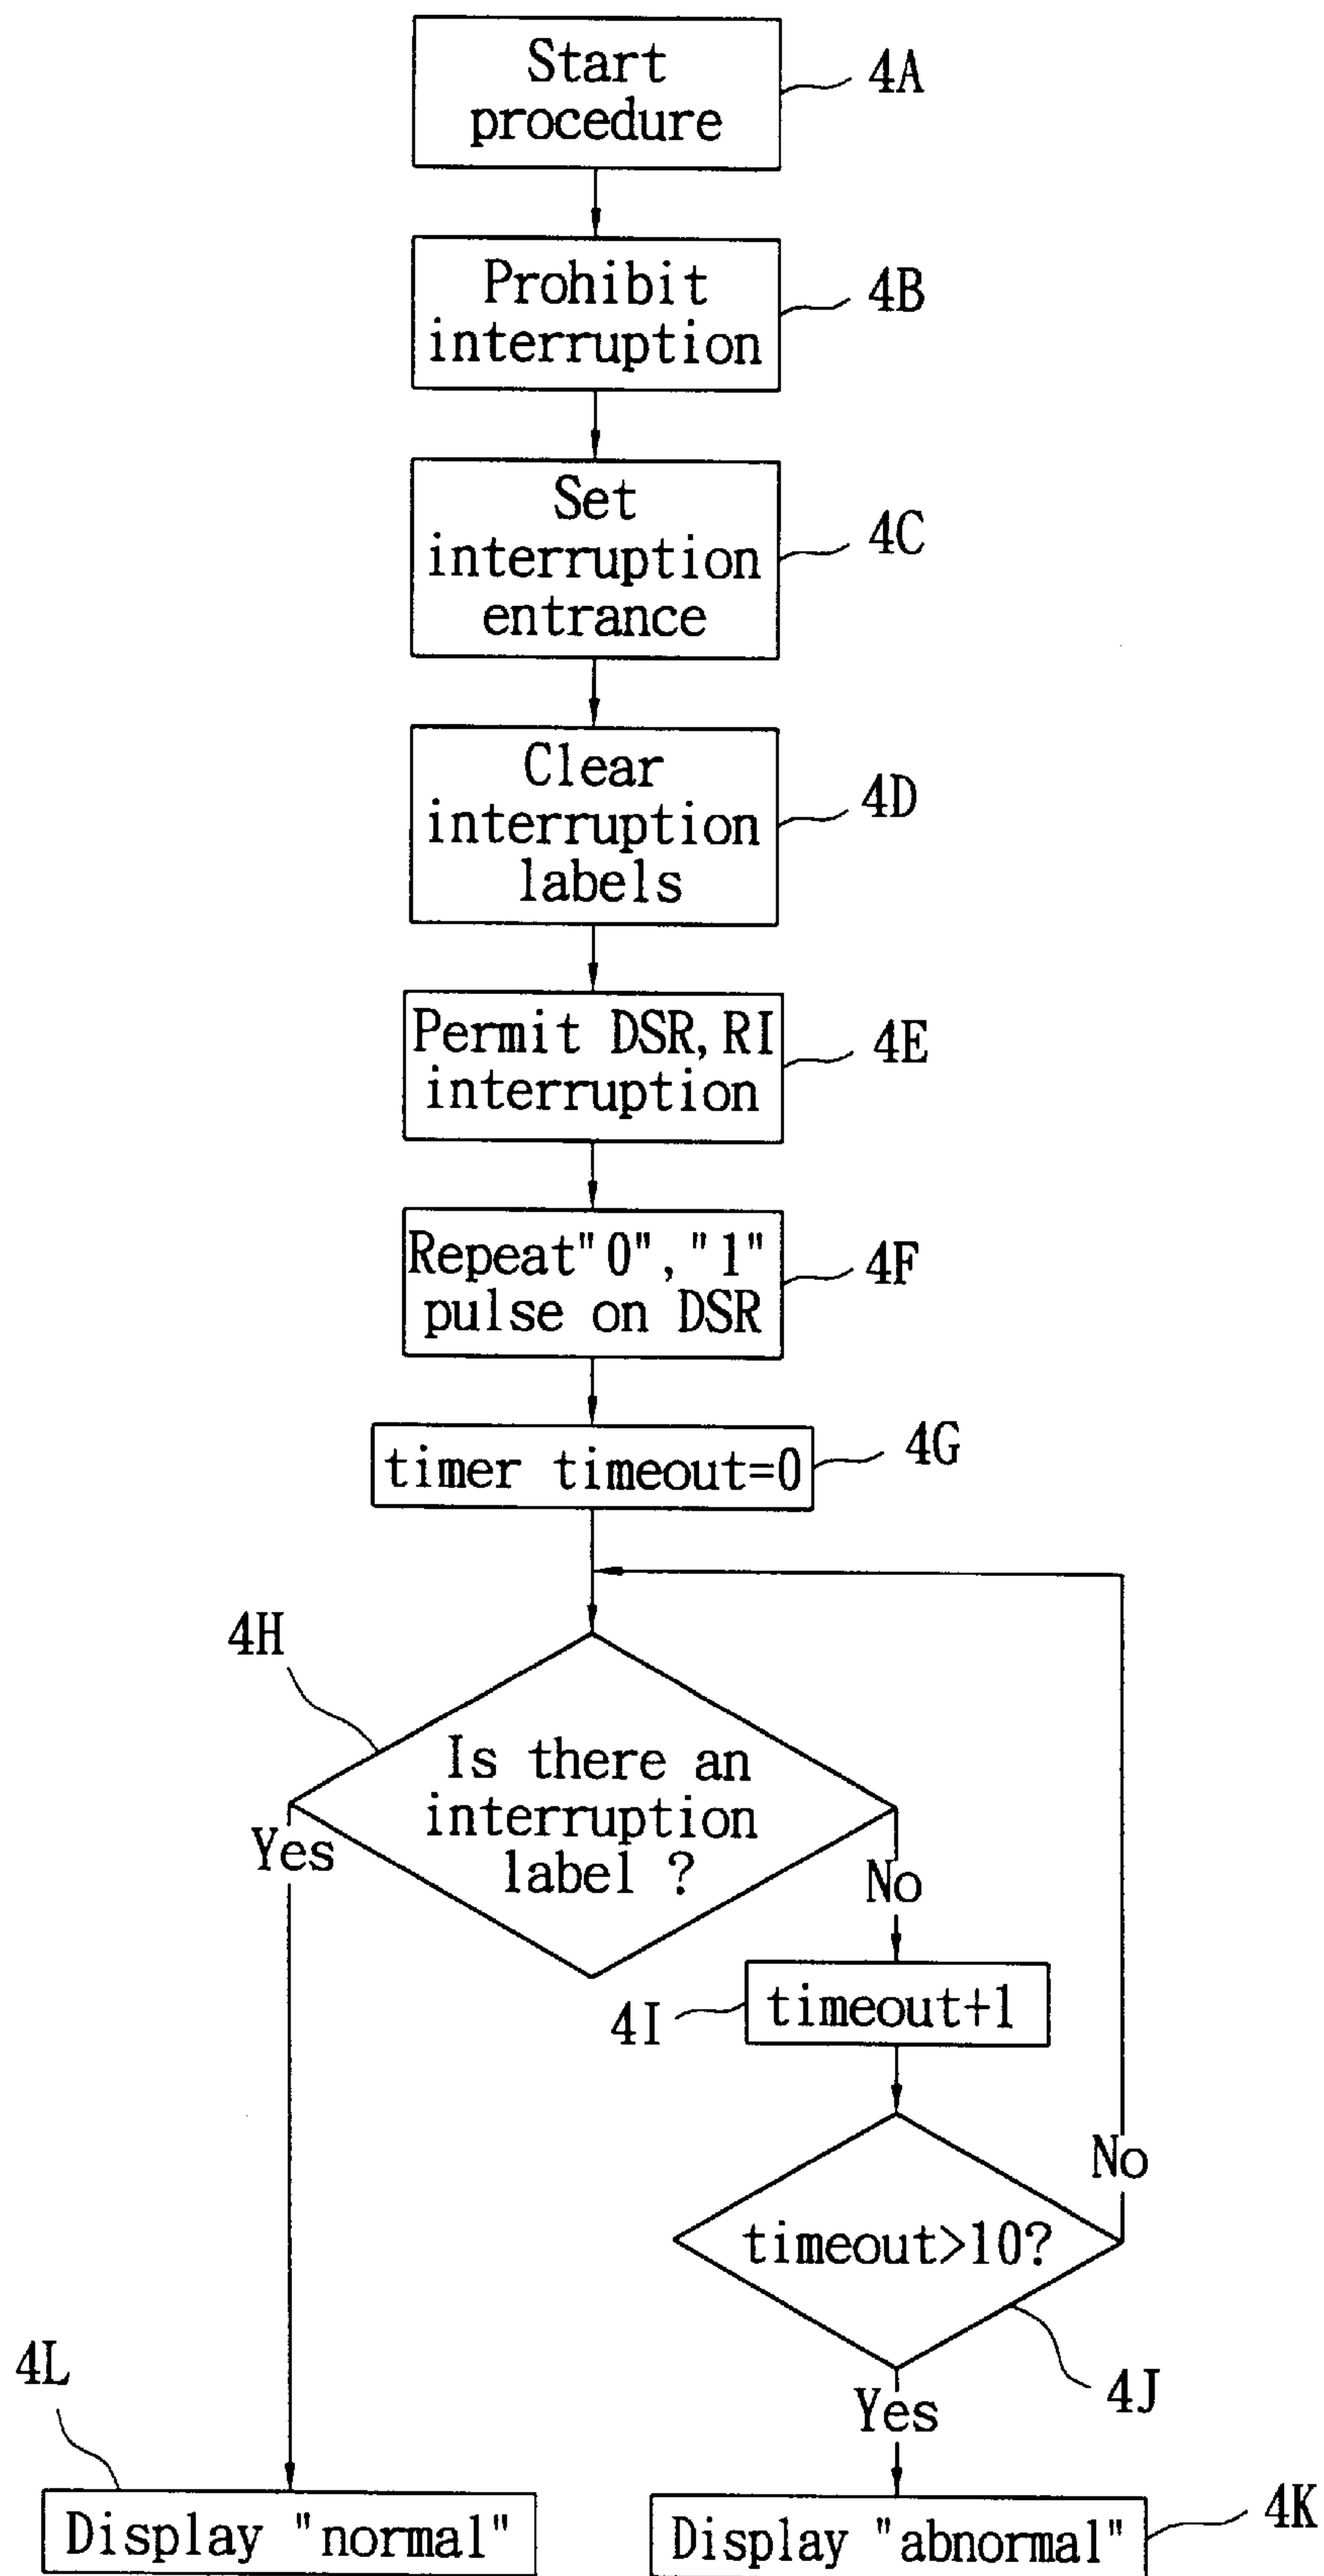 Start
procedure
4A
Prohibit
interruption
4B
Set
interruption
entrance
4C
Clear
interruption
labels
4D
Permit DSR,RI
interruption
4E
Repeat"0","1"
pulse on DSR
4F
timer timeout=0
4G
4H
Is there an
interruption
label ?
Yes
No
timeout+1
4I
No
timeout>10?
4J
Yes
4L
Display "normal"
Display "abnormal"
4K